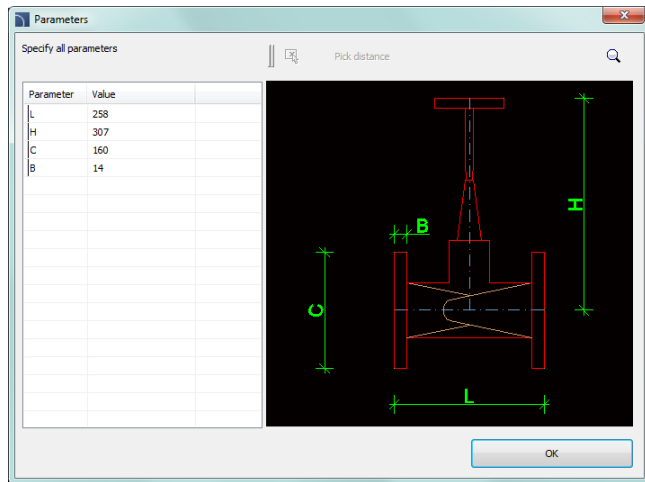 Parameters
Specify all parameters
Pick distance
Parameter Value
L 258
H 307
C 160
B 14
H
B
C
L
OK